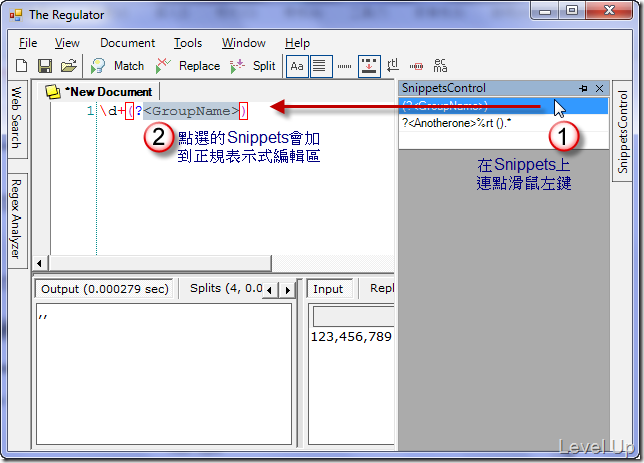 The Regulator
File View Document Tools Window Help
Match Replace Split Aa rtl ec ma
Web Search
Regex Analyzer
*New Document
1 \d+(?<GroupName>)
2 點選的Snippets會加
到正規表示式編輯區
SnippetsControl
(?<GroupName>)
?<Anotherone>%rt ().*
1
在Snippets上
連點滑鼠左鍵
SnippetsControl
Output (0.000279 sec) Splits (4, 0.0
,,
Input Repl
123,456,789
Level Up